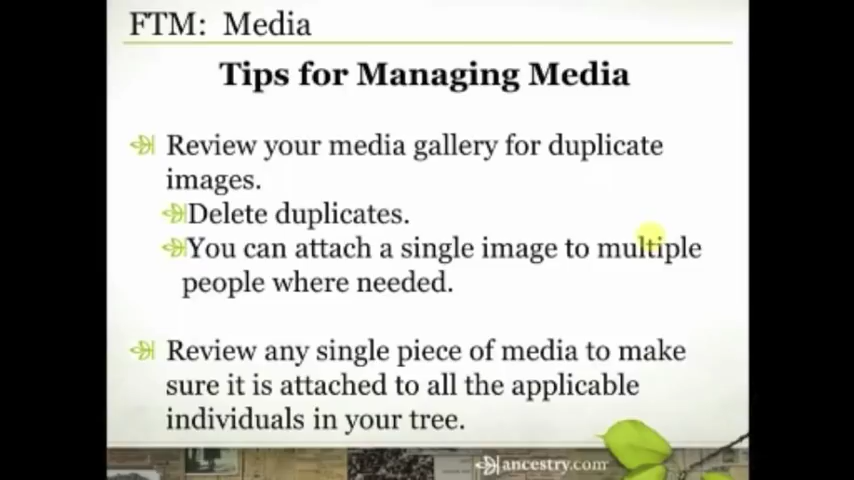 FTM: Media
Tips for Managing Media
Review your media gallery for duplicate
images.
Delete duplicates.
You can attach a single image to multiple
people where needed.
Review any single piece of media to make
sure it is attached to all the applicable
individuals in your tree.
ancestry.com